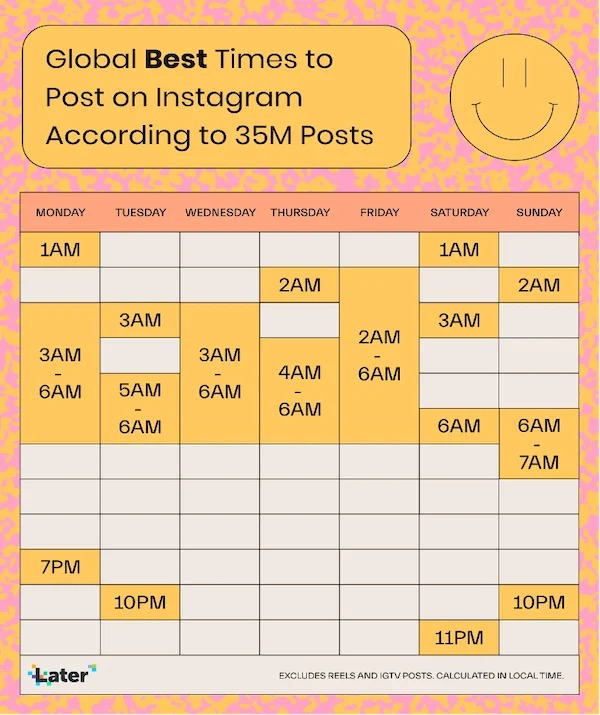 Global Best Times to
Post on Instagram
According to 35M Posts
MONDAY TUESDAY WEDNESDAY THURSDAY FRIDAY SATURDAY SUNDAY
1AM 1AM
2AM 2AM
3AM
-
6AM
3AM
5AM
-
6AM
3AM
-
6AM
4AM
-
6AM
2AM
-
6AM
3AM
6AM
6AM
-
7AM
7PM
10PM 10PM
11PM
Later
EXCLUDES REELS AND IGTV POSTS. CALCULATED IN LOCAL TIME.